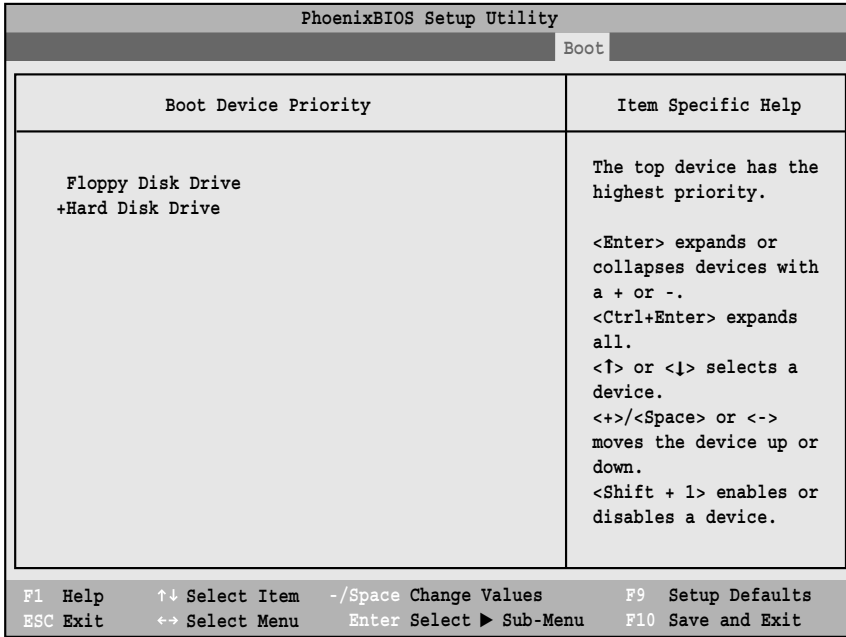 PhoenixBIOS Setup Utility
Boot
Boot Device Priority
Item Specific Help
Floppy Disk Drive
+Hard Disk Drive
The top device has the
highest priority.
<Enter> expands or
collapses devices with
a + or -.
<Ctrl+Enter> expands
all.
<↑> or <↓> selects a
device.
<+>/<Space> or <->
moves the device up or
down.
<Shift + 1> enables or
disables a device.
F1 Help ↑↓ Select Item -/Space Change Values F9 Setup Defaults
ESC Exit ←→ Select Menu Enter Select ▶ Sub-Menu F10 Save and Exit